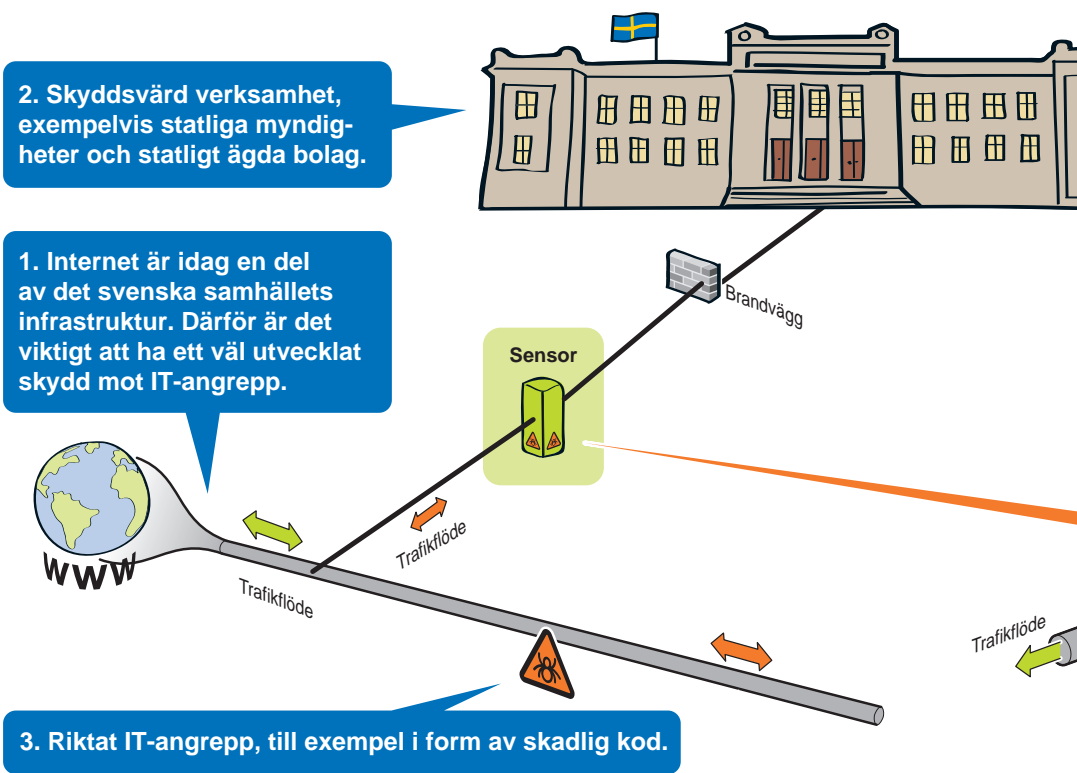 2. Skyddsvärd verksamhet,
exempelvis statliga myndig-
heter och statligt ägda bolag.
1. Internet är idag en del
av det svenska samhällets
infrastruktur. Därför är det
viktigt att ha ett väl utvecklat
skydd mot IT-angrepp.
Brandvägg
Sensor
Trafikflöde
WWW
Trafikflöde
Trafikflöde
3. Riktat IT-angrepp, till exempel i form av skadlig kod.